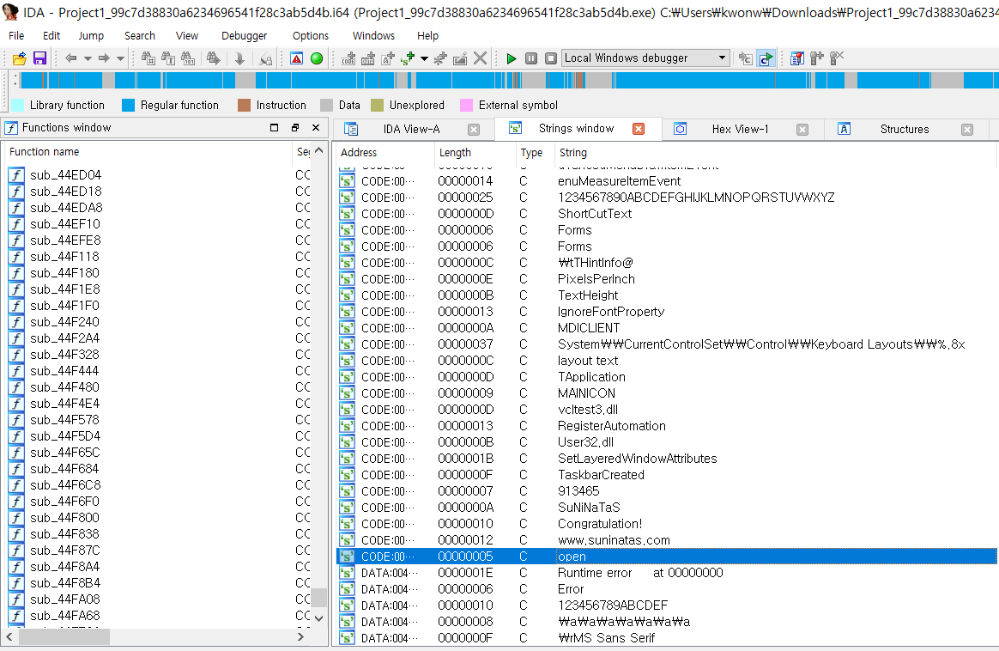 IDA - Project1_99c7d38830a6234696541f28c3ab5d4b.i64 (Project1_99c7d38830a6234696541f28c3ab5d4b.exe) C:₩Users₩kwonw₩Downloads₩Project1_99c7d38830a6234
File Edit Jump Search View Debugger Options Windows Help
Local Windows debugger
Library function Regular function Instruction Data Unexplored External symbol
Functions window
IDA View-A Strings window Hex View-1 Structures
Function name Seg
sub_44ED04 CC
sub_44ED18 CC
sub_44EDA8 CC
sub_44EF10 CC
sub_44EFE8 CC
sub_44F118 CC
sub_44F180 CC
sub_44F1E8 CC
sub_44F1F0 CC
sub_44F240 CC
sub_44F2A4 CC
sub_44F328 CC
sub_44F444 CC
sub_44F480 CC
sub_44F4E4 CC
sub_44F578 CC
sub_44F5D4 CC
sub_44F65C CC
sub_44F684 CC
sub_44F6C8 CC
sub_44F6F0 CC
sub_44F800 CC
sub_44F838 CC
sub_44F87C CC
sub_44F8A4 CC
sub_44F8B4 CC
sub_44FA08 CC
sub_44FA68 CC
Address Length Type String
CODE:00··· 00000014 C enuMeasureItemEvent
CODE:00··· 00000025 C 1234567890ABCDEFGHIJKLMNOPQRSTUVWXYZ
CODE:00··· 0000000D C ShortCutText
CODE:00··· 00000006 C Forms
CODE:00··· 00000006 C Forms
CODE:00··· 0000000C C ₩tTHintInfo@
CODE:00··· 0000000E C PixelsPerInch
CODE:00··· 0000000B C TextHeight
CODE:00··· 00000013 C IgnoreFontProperty
CODE:00··· 0000000A C MDICLIENT
CODE:00··· 00000037 C System₩₩CurrentControlSet₩₩Control₩₩Keyboard Layouts₩₩%.8x
CODE:00··· 0000000C C layout text
CODE:00··· 0000000D C TApplication
CODE:00··· 00000009 C MAINICON
CODE:00··· 0000000D C vcltest3.dll
CODE:00··· 00000013 C RegisterAutomation
CODE:00··· 0000000B C User32.dll
CODE:00··· 0000001B C SetLayeredWindowAttributes
CODE:00··· 0000000F C TaskbarCreated
CODE:00··· 00000007 C 913465
CODE:00··· 0000000A C SuNiNaTaS
CODE:00··· 00000010 C Congratulation!
CODE:00··· 00000012 C www.suninatas.com
CODE:00··· 00000005 C open
DATA:004··· 0000001E C Runtime error at 00000000
DATA:004··· 00000006 C Error
DATA:004··· 00000010 C 123456789ABCDEF
DATA:004··· 00000008 C ₩a₩a₩a₩a₩a₩a₩a
DATA:004··· 0000000F C ₩rMS Sans Serif